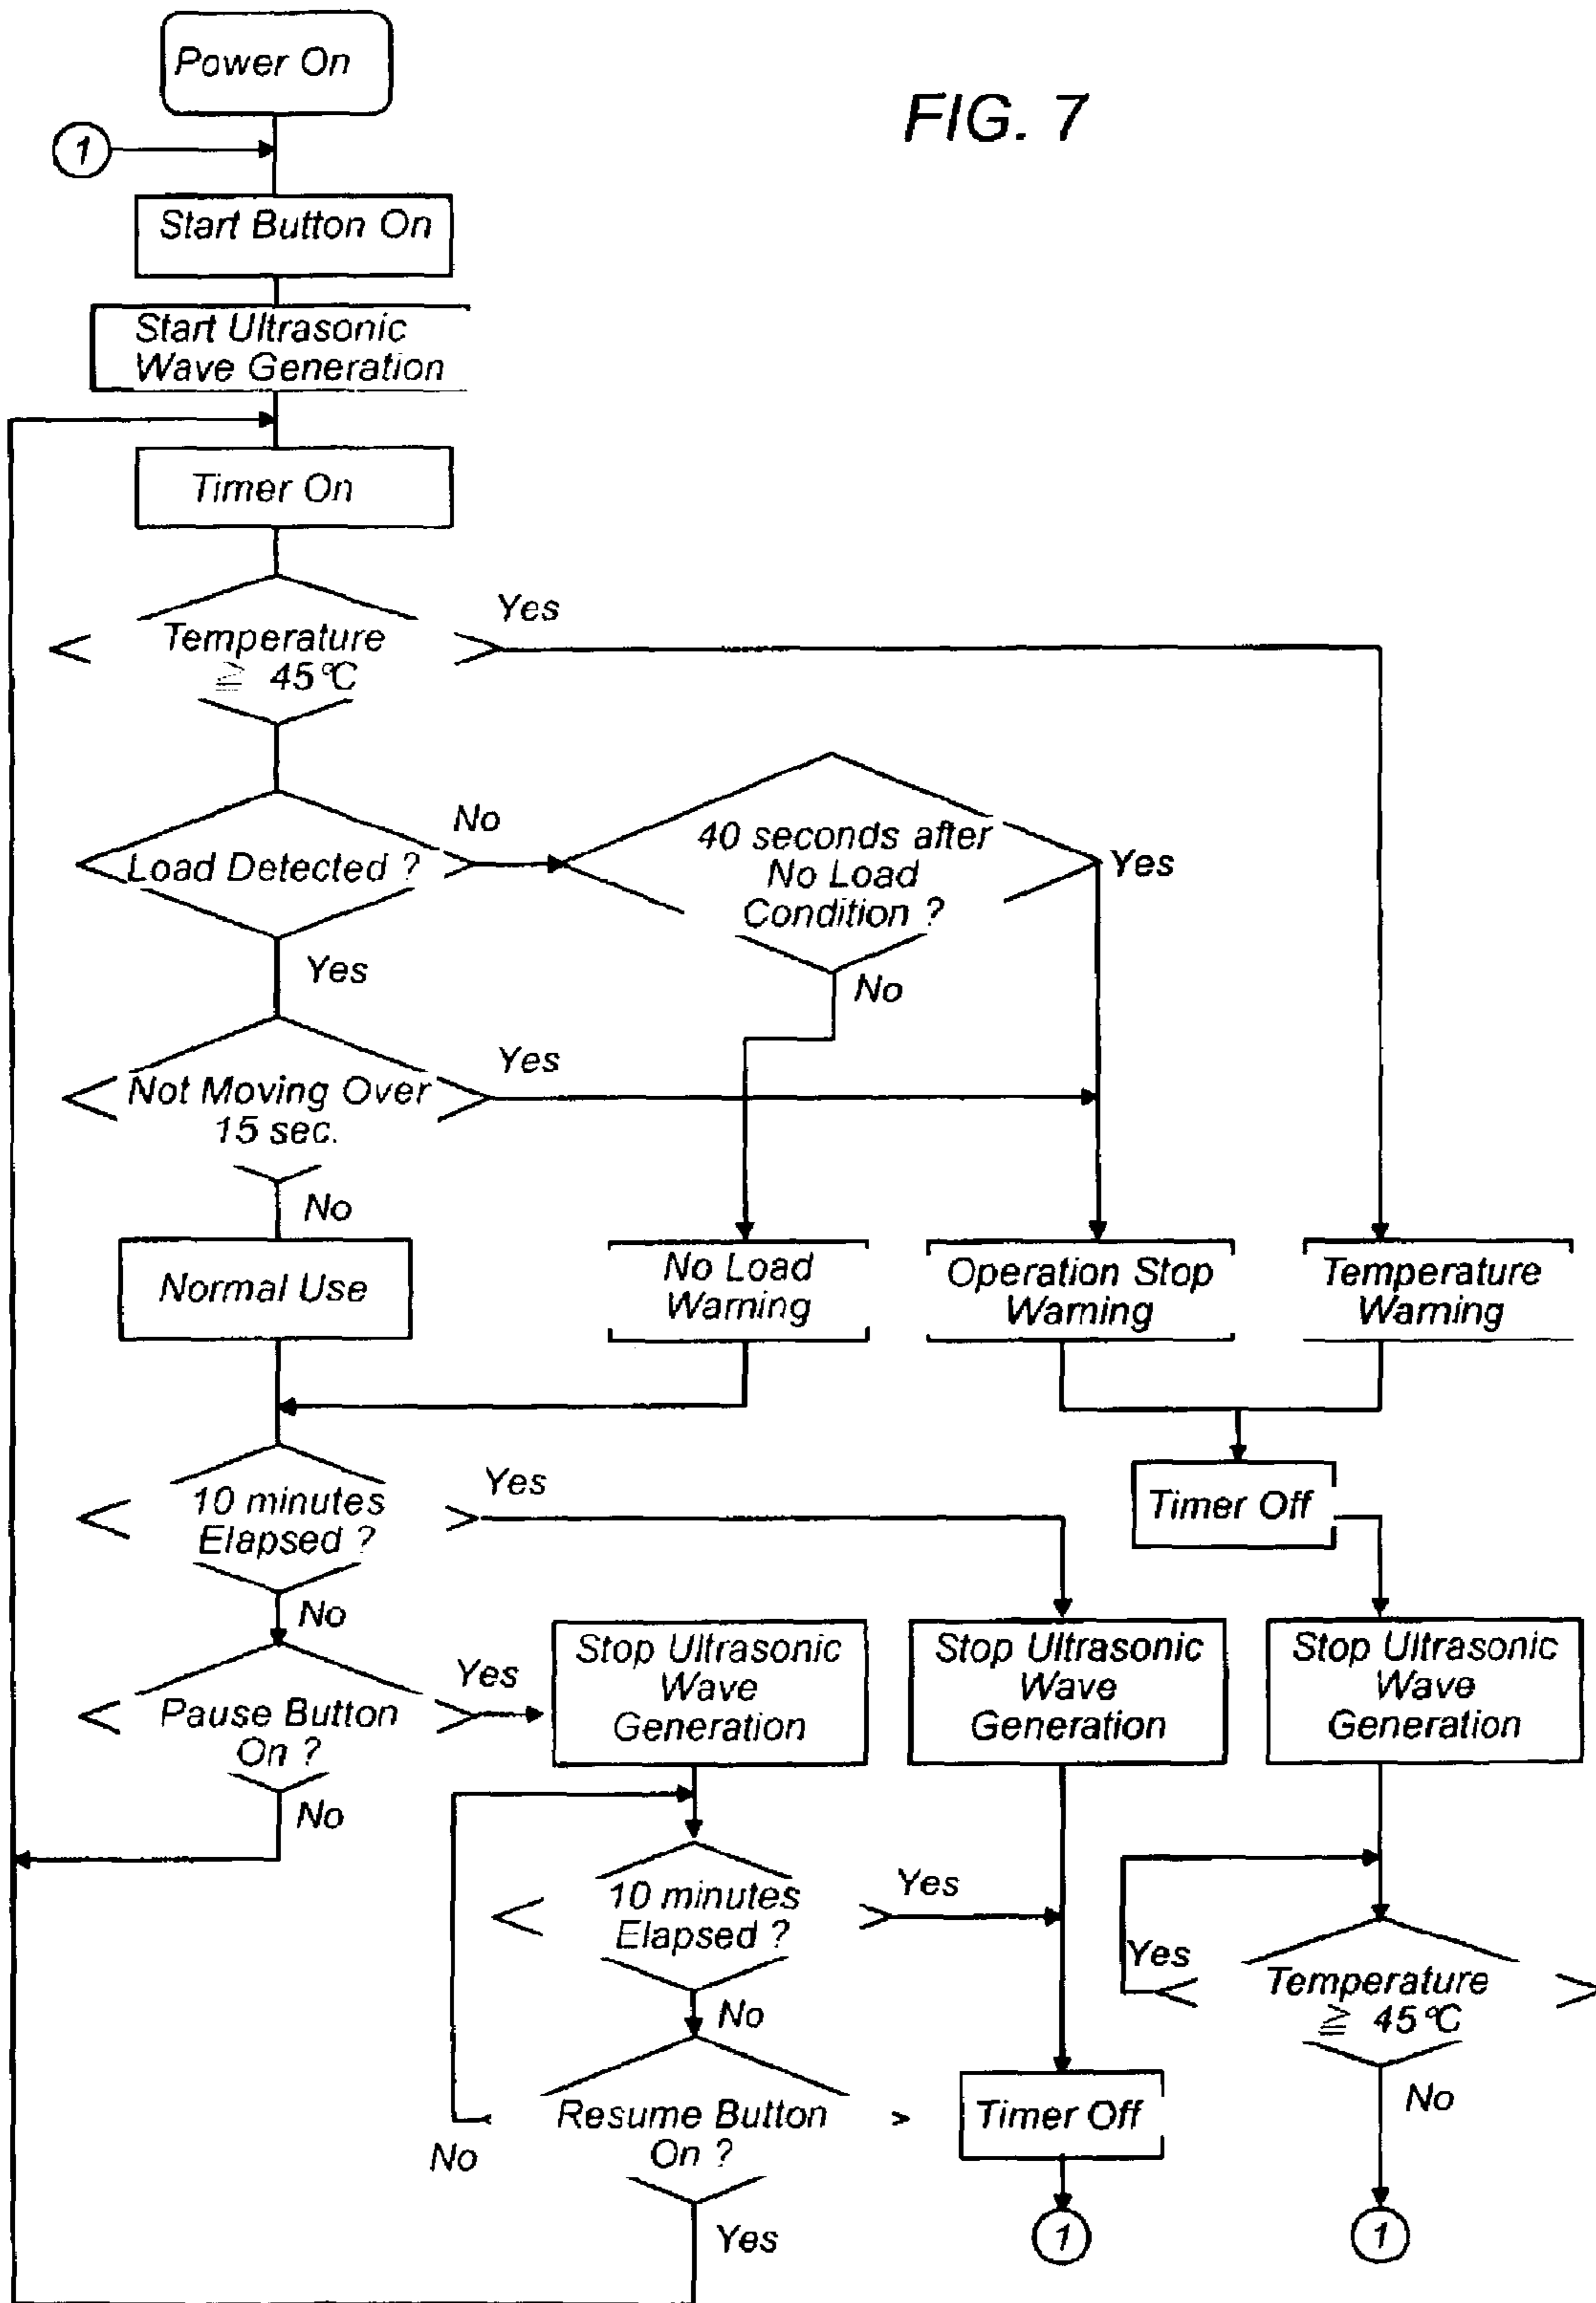 Power On
FIG. 7
1
Start Button On
Start Ultrasonic
Wave Generation
Timer On
Yes
Temperature
≧ 45℃
No
Load Detected ?
40 seconds after
No Load
Condition ?
Yes
Yes
No
Yes
Not Moving Over
15 sec.
No
Normal Use
No Load
Warning
Operation Stop
Warning
Temperature
Warning
Yes
10 minutes
Elapsed ?
Timer Off
No
Yes
Pause Button
On ?
Stop Ultrasonic
Wave
Generation
Stop Ultrasonic
Wave
Generation
Stop Ultrasonic
Wave
Generation
No
10 minutes
Elapsed ?
Yes
Yes
Temperature
≧ 45℃
No
No
Resume Button
On ?
No
Timer Off
Yes
1
1